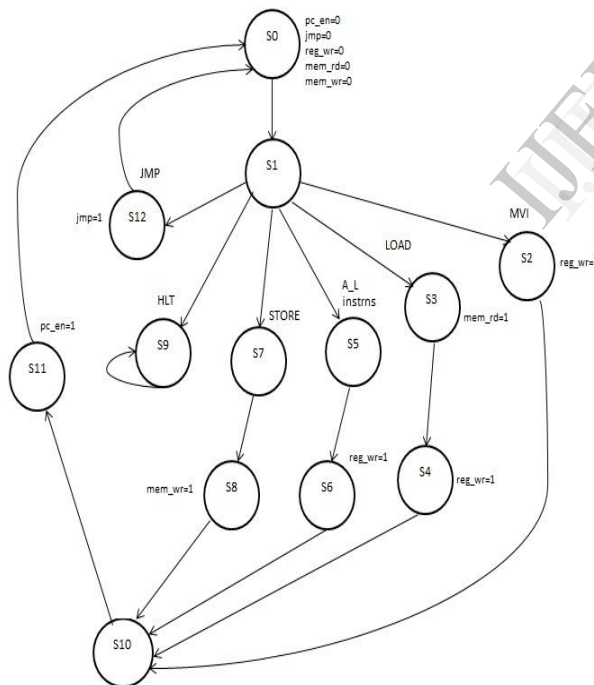 S0
pc_en=0
jmp=0
reg_wr=0
mem_rd=0
mem_wr=0
S1
JMP
jmp=1
S12
MVI
S2
reg_wr=
LOAD
S3
mem_rd=1
A_L
instrns
S5
STORE
S7
HLT
S9
pc_en=1
S11
mem_wr=1
S8
reg_wr=1
S6
S4
reg_wr=1
S10